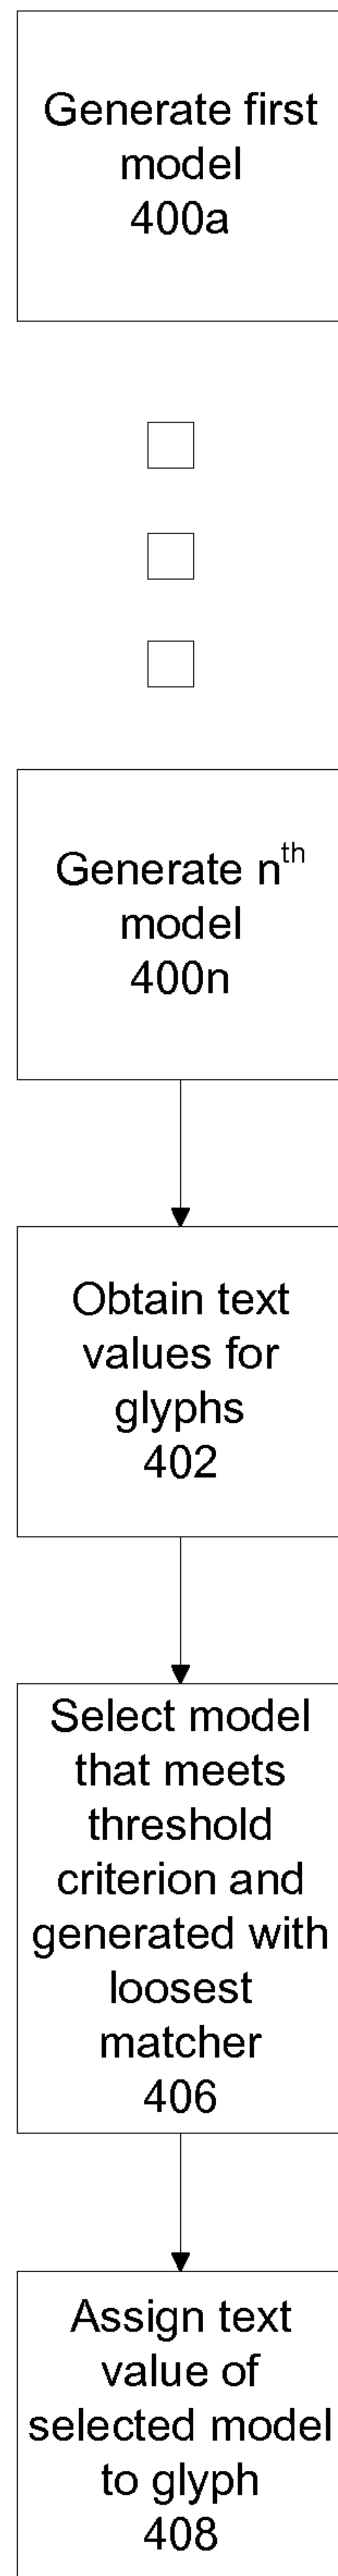 Generate first
model
400a
Generate nth
model
400n
Obtain text
values for
glyphs
402
Select model
that meets
threshold
criterion and
generated with
loosest
matcher
406
Assign text
value of
selected model
to glyph
408